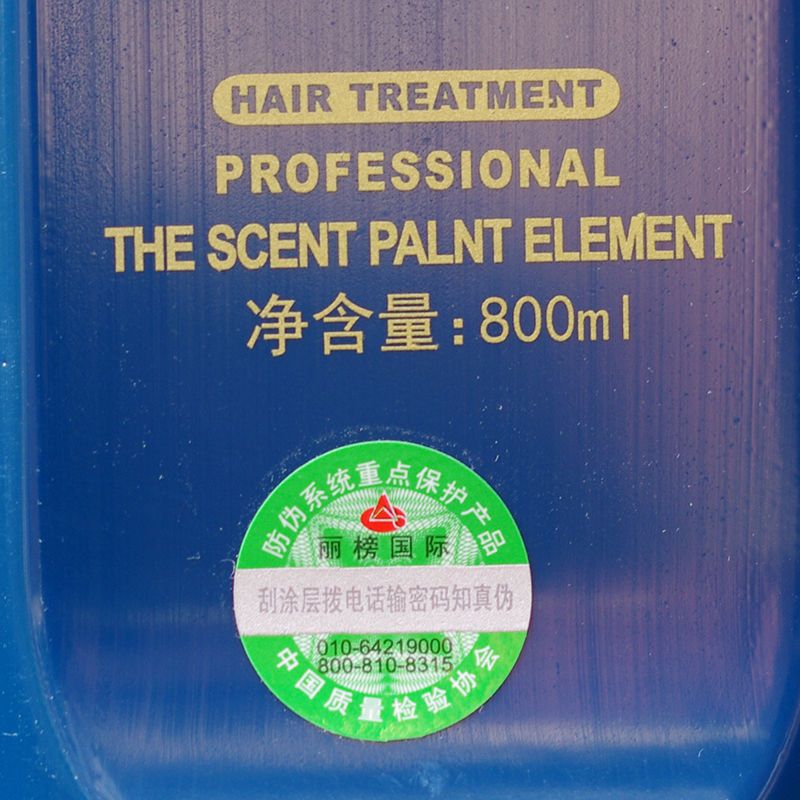 HAIR TREATMENT
PROFESSIONAL
THE SCENT PALNT ELEMENT
净含量:800ml
防伪系统重点保护产品
丽榜国际
刮涂层拨电话输密码知真伪
010-64219000
800-810-8315
中国质量检验协会